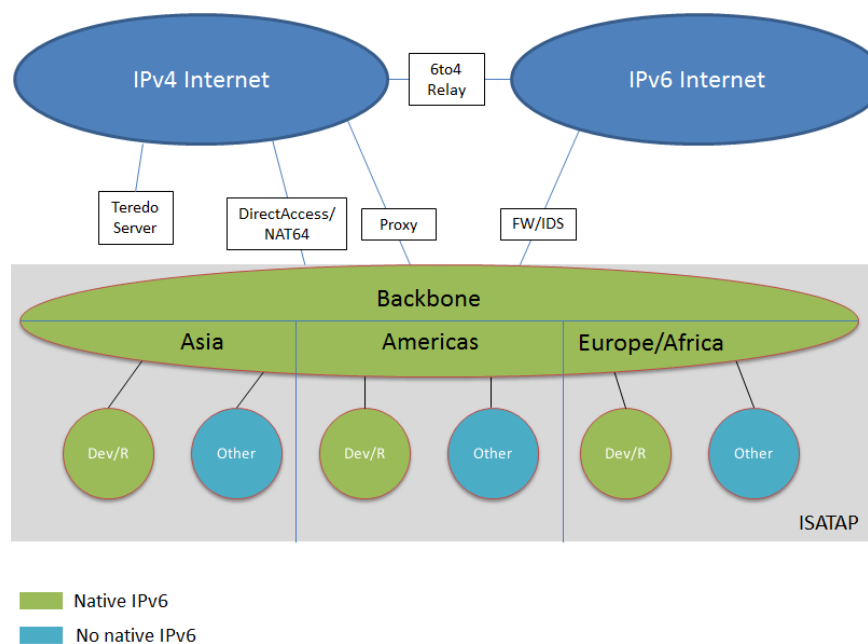 IPv4 Internet
6to4
Relay
IPv6 Internet
Teredo
Server
DirectAccess/
NAT64
Proxy
FW/IDS
Backbone
Asia
Americas
Europe/Africa
Dev/R
Other
Dev/R
Other
Dev/R
Other
ISATAP
Native IPv6
No native IPv6